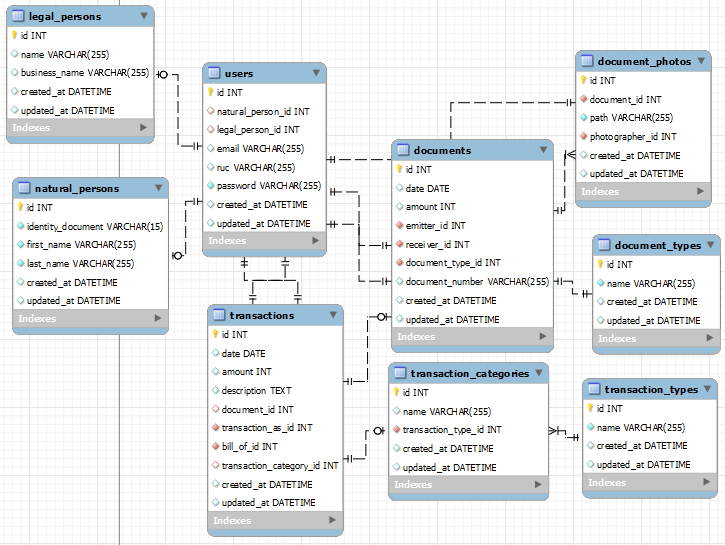 legal_persons
id INT
name VARCHAR(255)
business_name VARCHAR(255)
created_at DATETIME
updated_at DATETIME
Indexes
natural_persons
id INT
identity_document VARCHAR(15)
first_name VARCHAR(255)
last_name VARCHAR(255)
created_at DATETIME
updated_at DATETIME
Indexes
users
id INT
natural_person_id INT
legal_person_id INT
email VARCHAR(255)
ruc VARCHAR(255)
password VARCHAR(255)
created_at DATETIME
updated_at DATETIME
Indexes
transactions
id INT
date DATE
amount INT
description TEXT
document_id INT
transaction_as_id INT
bill_of_id INT
transaction_category_id INT
created_at DATETIME
updated_at DATETIME
Indexes
documents
id INT
date DATE
amount INT
emitter_id INT
receiver_id INT
document_type_id INT
document_number VARCHAR(255)
created_at DATETIME
updated_at DATETIME
Indexes
transaction_categories
id INT
name VARCHAR(255)
transaction_type_id INT
created_at DATETIME
updated_at DATETIME
Indexes
document_photos
id INT
document_id INT
path VARCHAR(255)
photographer_id INT
created_at DATETIME
updated_at DATETIME
Indexes
document_types
id INT
name VARCHAR(255)
created_at DATETIME
updated_at DATETIME
Indexes
transaction_types
id INT
name VARCHAR(255)
created_at DATETIME
updated_at DATETIME
Indexes